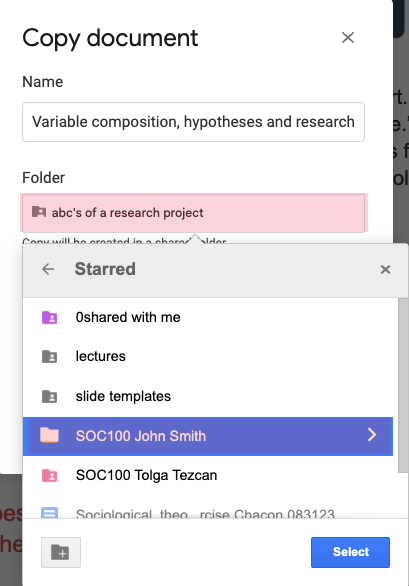 Copy document
Name
Variable composition, hypotheses and research
Folder
abc's of a research project
Copy will be created in a shared folder
Starred
0shared with me
lectures
slide templates
SOC100 John Smith
SOC100 Tolga Tezcan
Sociological_theo...rcise Chacon 083123
Select